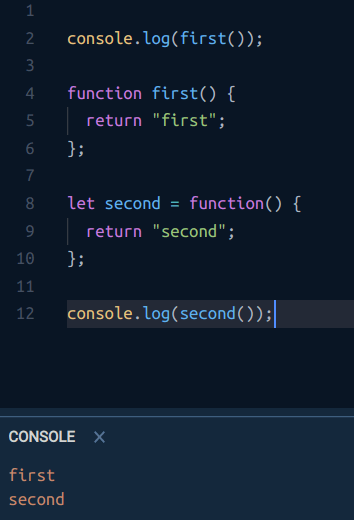 1
2 console.log(first());
3
4 function first() {
5 return "first";
6 };
7
8 let second = function() {
9 return "second";
10 };
11
12 console.log(second());
CONSOLE ×
first
second